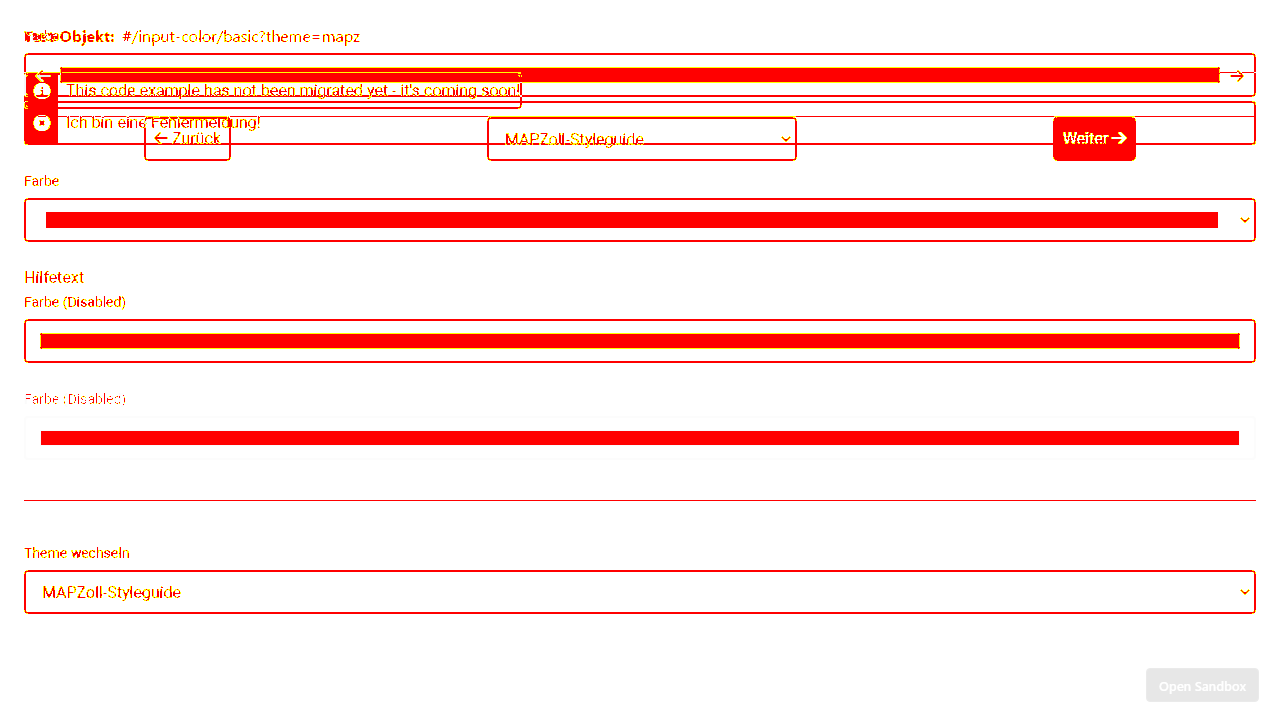 Test-Objekt: #/input-color/basic?theme=mapz
This code example has not been migrated yet - it's coming soon!
Ich bin eine Fehlermeldung!
← Zurück MAPZoll-Styleguide Weiter→
Farbe
Hilfetext
Farbe (Disabled)
Farbe (Disabled)
Theme wechseln
MAPZoll-Styleguide
Open Sandbox